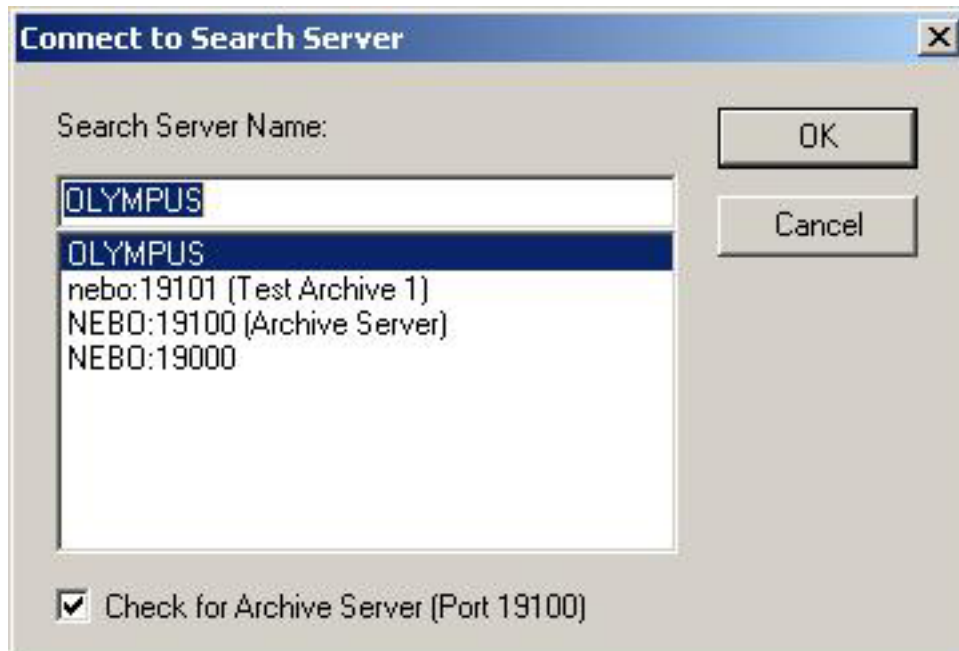 Connect to Search Server
Search Server Name:
OK
OLYMPUS
Cancel
OLYMPUS
nebo:19101 (Test Archive 1)
NEBO:19100 (Archive Server)
NEBO:19000
Check for Archive Server (Port 19100)